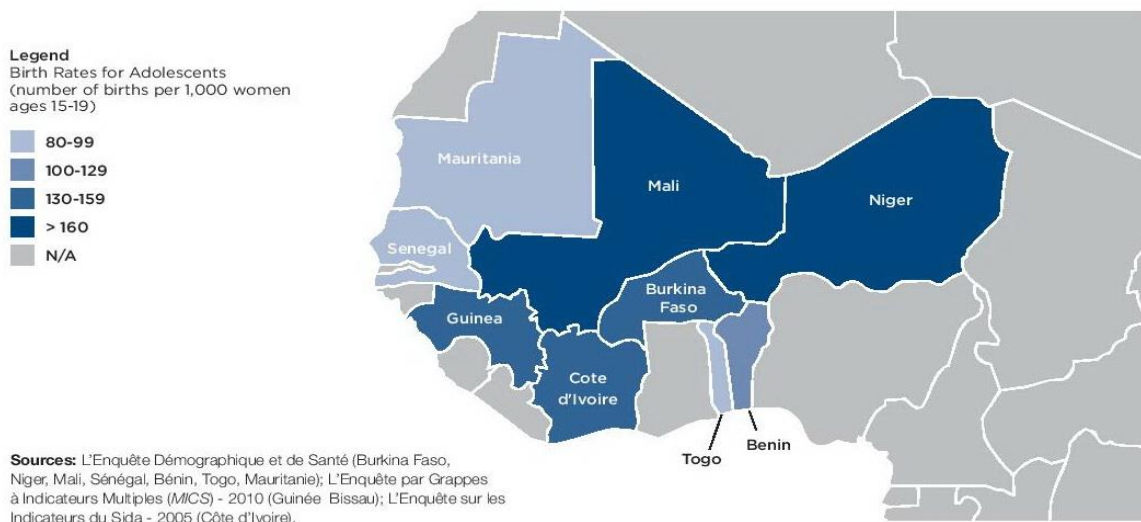 Legend
Birth Rates for Adolescents
(number of births per 1,000 women
ages 15-19)
80-99
100-129
130-159
> 160
N/A
Mauritania
Mali
Niger
Senegal
Burkina
Faso
Guinea
Cote
d'Ivoire
Togo
Benin
Sources: L'Enquête Démographique et de Santé (Burkina Faso,
Niger, Mali, Sénégal, Bénin, Togo, Mauritanie); L'Enquête par Grappes
à Indicateurs Multiples (MICS) - 2010 (Guinée Bissau); L'Enquête sur les
Indicateurs du Sida - 2005 (Côte d'Ivoire).